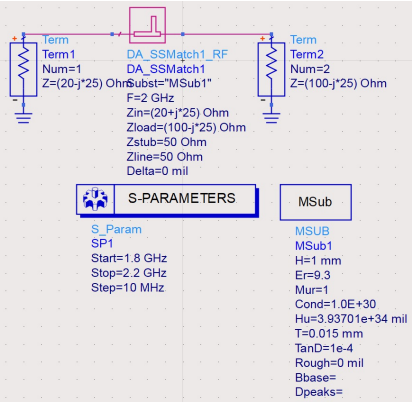 Term
Term1
Num=1
Z=(20-j*25) Ohm
DA_SSMatch1_RF
DA_SSMatch1
Subst="MSub1"
F=2 GHz
Zin=(20+j*25) Ohm
Zload=(100-j*25) Ohm
Zstub=50 Ohm
Zline=50 Ohm
Delta=0 mil
Term
Term2
Num=2
Z=(100-j*25) Ohm
S-PARAMETERS
S_Param
SP1
Start=1.8 GHz
Stop=2.2 GHz
Step=10 MHz
MSub
MSUB
MSub1
H=1 mm
Er=9.3
Mur=1
Cond=1.0E+30
Hu=3.93701e+34 mil
T=0.015 mm
TanD=1e-4
Rough=0 mil
Bbase=
Dpeaks=